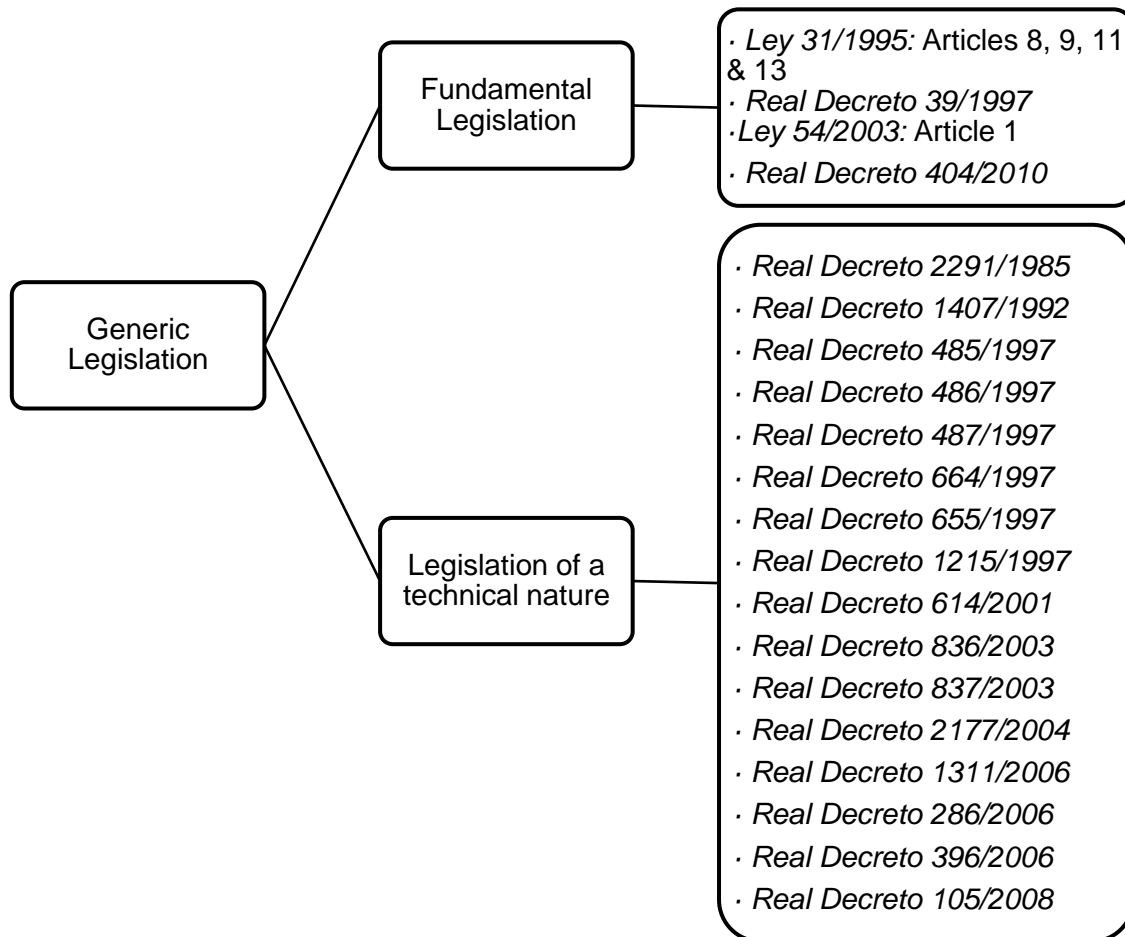 Generic
Legislation
Fundamental
Legislation
· Ley 31/1995: Articles 8, 9, 11
& 13
· Real Decreto 39/1997
·Ley 54/2003: Article 1
· Real Decreto 404/2010
Legislation of a
technical nature
· Real Decreto 2291/1985
· Real Decreto 1407/1992
· Real Decreto 485/1997
· Real Decreto 486/1997
· Real Decreto 487/1997
· Real Decreto 664/1997
· Real Decreto 655/1997
· Real Decreto 1215/1997
· Real Decreto 614/2001
· Real Decreto 836/2003
· Real Decreto 837/2003
· Real Decreto 2177/2004
· Real Decreto 1311/2006
· Real Decreto 286/2006
· Real Decreto 396/2006
· Real Decreto 105/2008